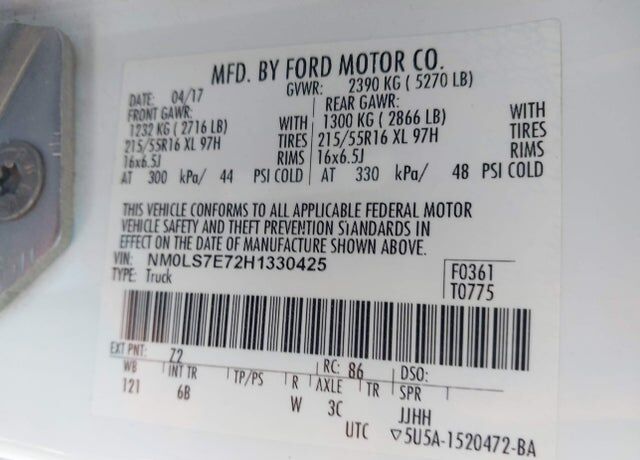 MFD. BY FORD MOTOR CO.
DATE: 04/17 GVWR: 2390 KG ( 5270 LB)
FRONT GAWR: REAR GAWR:
1232 KG ( 2716 LB) WITH 1300 KG ( 2866 LB) WITH
215/55R16 XL 97H TIRES 215/55R16 XL 97H TIRES
16x6.5J RIMS 16x6.5J RIMS
AT 300 kPa/ 44 PSI COLD AT 330 kPa/ 48 PSI COLD
THIS VEHICLE CONFORMS TO ALL APPLICABLE FEDERAL MOTOR
VEHICLE SAFETY AND THEFT PREVENTION STANDARDS IN
EFFECT ON THE DATE OF MANUFACTURE SHOWN ABOVE.
VIN: NM0LS7E72H1330425 F0361
TYPE: Truck T0775
EXT PNT: Z2 RC: 86 DSO:
WB INT TR TP/PS R AXLE TR SPR
121 6B W 3C JJHH
UTC ▽5U5A-1520472-BA